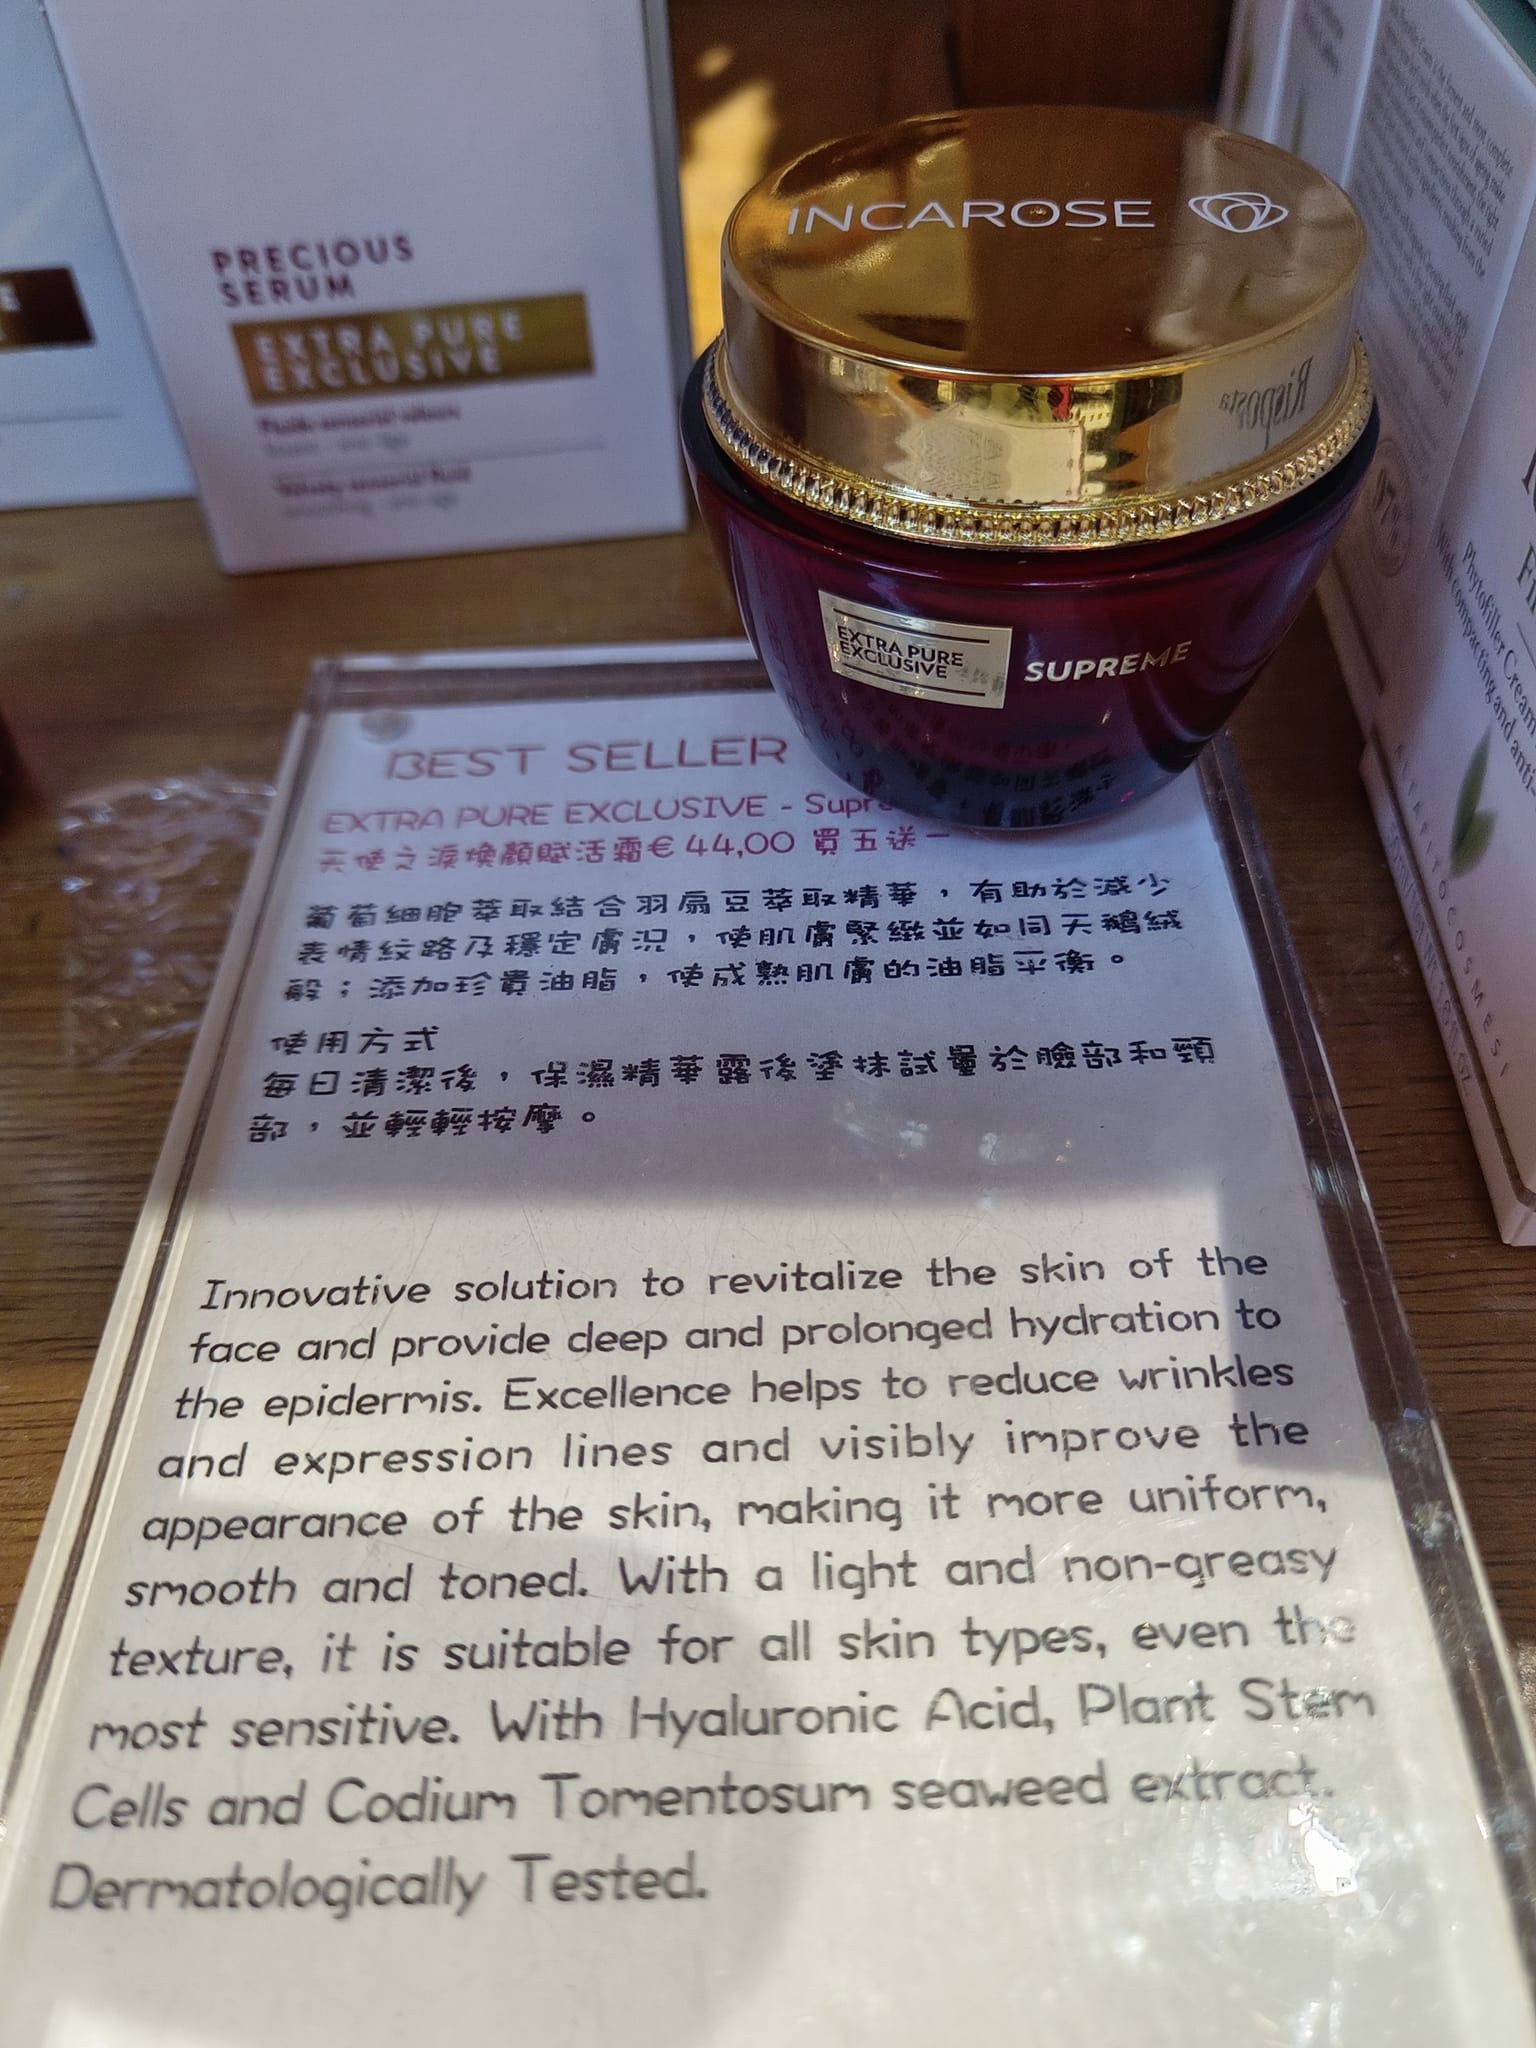 PRECIOUS
SERUM
EXTRA PURE
EXCLUSIVE
INCAROSE
Risposta
EXTRA PURE
EXCLUSIVE
SUPREME
BEST SELLER
EXTRA PURE EXCLUSIVE - Supr
天使之淚煥顏賦活霜€44,00 買五送一
葡萄細胞萃取結合羽扇豆萃取精華，有助於減少
表情紋路及穩定膚況，使肌膚緊緻並如同天鵝絨
般；添加珍貴油脂，使成熟肌膚的油脂平衡。
使用方式
每日清潔後，保濕精華露後塗抹試量於臉部和頸
部，並輕輕按摩。
Innovative solution to revitalize the skin of the
face and provide deep and prolonged hydration to
the epidermis. Excellence helps to reduce wrinkles
and expression lines and visibly improve the
appearance of the skin, making it more uniform,
smooth and toned. With a light and non-greasy
texture, it is suitable for all skin types, even the
most sensitive. With Hyaluronic Acid, Plant Stem
Cells and Codium Tomentosum seaweed extract.
Dermatologically Tested.
Phytofiller Cream
With compacting and anti-